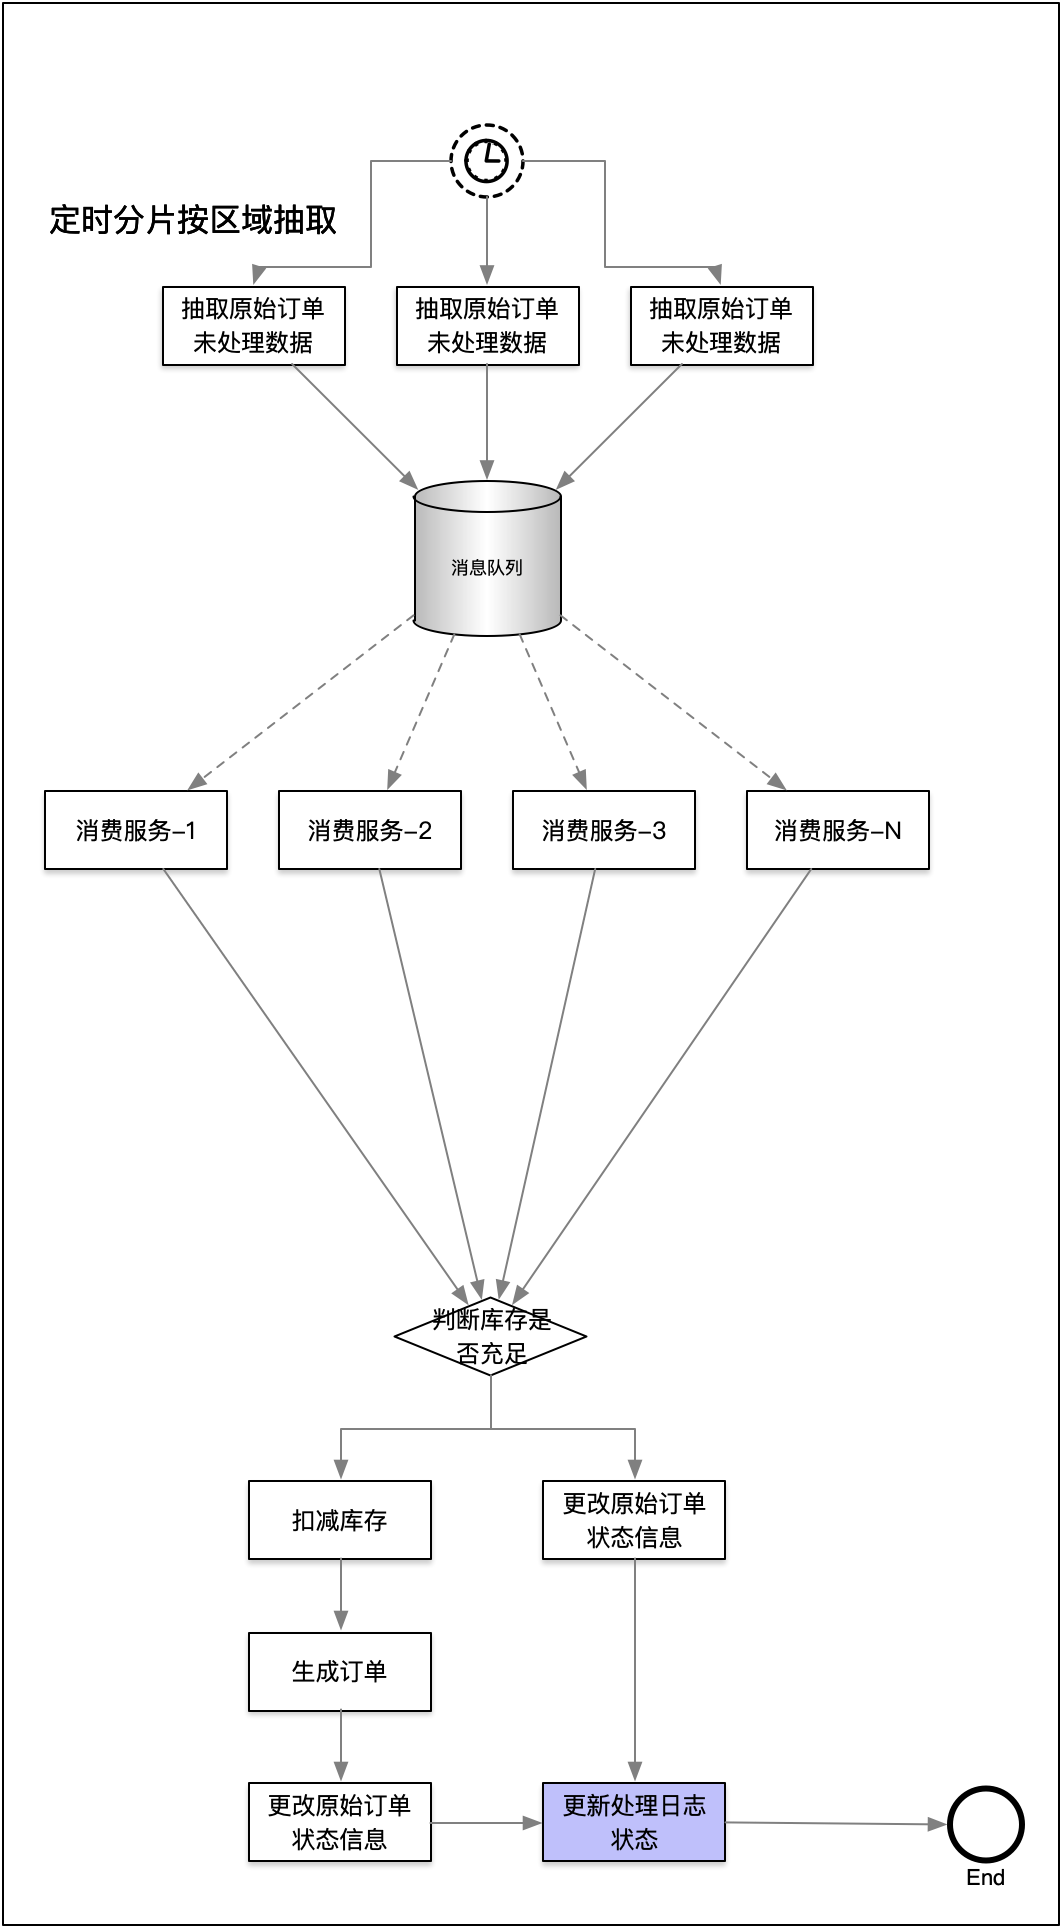 定时分片按区域抽取
抽取原始订单
未处理数据
抽取原始订单
未处理数据
抽取原始订单
未处理数据
消息队列
消费服务-1
消费服务-2
消费服务-3
消费服务-N
判断库存是
否充足
扣减库存
更改原始订单
状态信息
生成订单
更改原始订单
状态信息
更新处理日志
状态
End